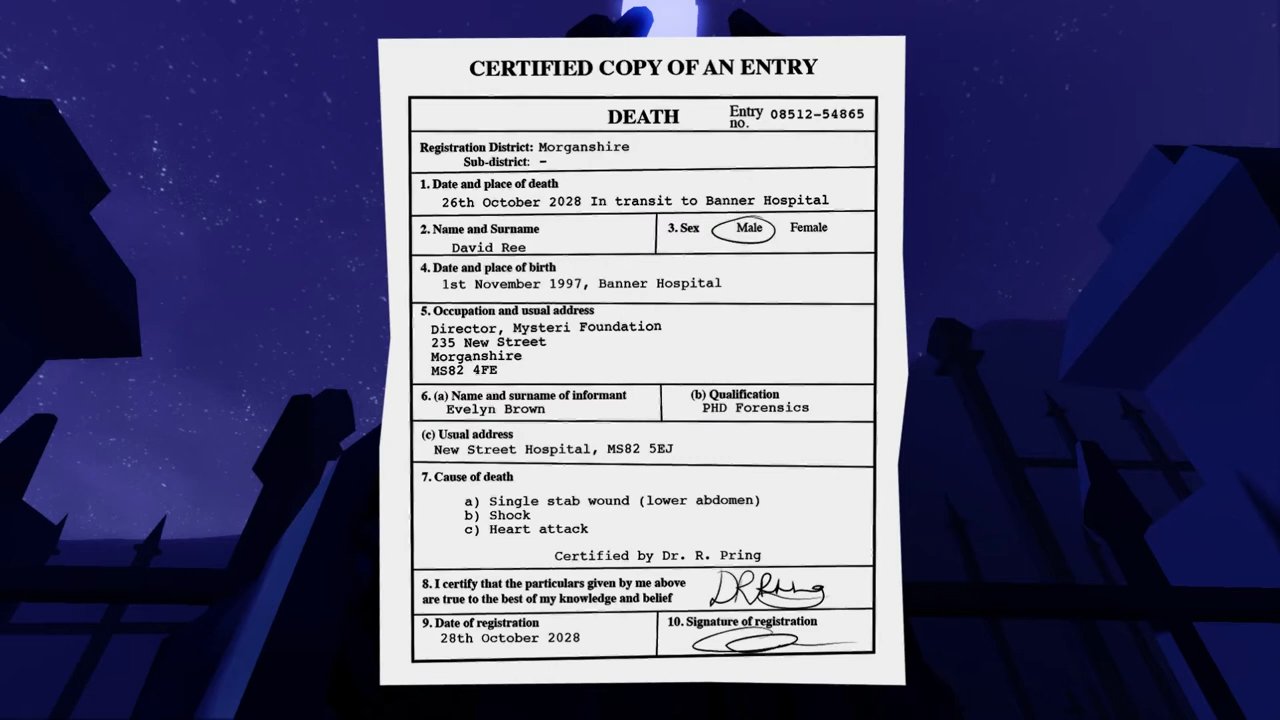 CERTIFIED COPY OF AN ENTRY
DEATH
Entry no. 08512-54865
Registration District: Morganshire
Sub-district: -
1. Date and place of death
26th October 2028 In transit to Banner Hospital
2. Name and Surname
David Ree
3. Sex Male Female
4. Date and place of birth
1st November 1997, Banner Hospital
5. Occupation and usual address
Director, Mysteri Foundation
235 New Street
Morganshire
MS82 4FE
6. (a) Name and surname of informant
Evelyn Brown
(b) Qualification
PHD Forensics
(c) Usual address
New Street Hospital, MS82 5EJ
7. Cause of death
a) Single stab wound (lower abdomen)
b) Shock
c) Heart attack
Certified by Dr. R. Pring
8. I certify that the particulars given by me above
are true to the best of my knowledge and belief
DR Pring
9. Date of registration
28th October 2028
10. Signature of registration